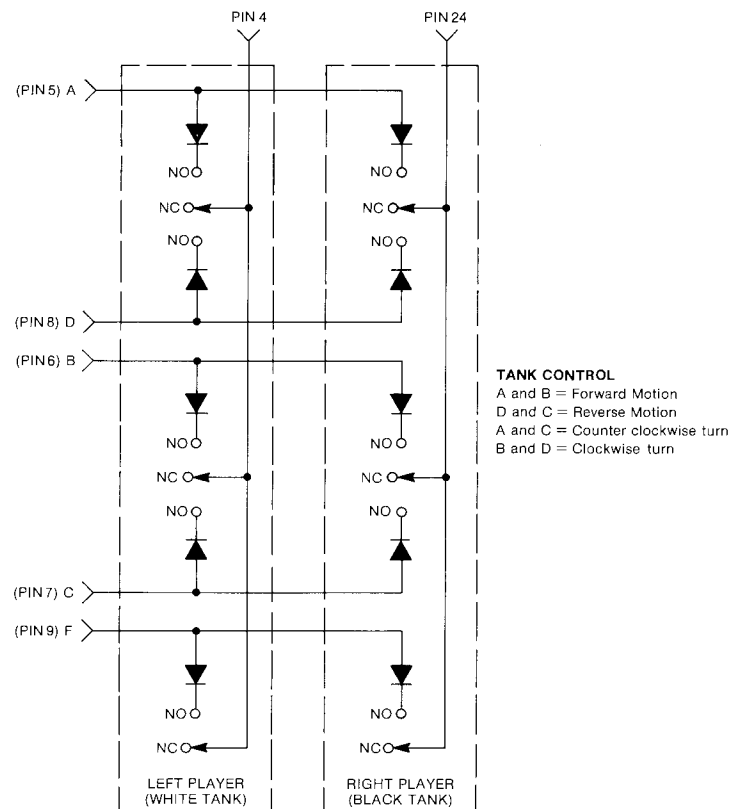 PIN 4 PIN 24
(PIN 5) A
NO NO
NC NC
NO NO
(PIN 8) D
(PIN 6) B
NO NO
NC NC
NO NO
(PIN 7) C
(PIN 9) F
NO NO
NC NC
LEFT PLAYER
(WHITE TANK)
RIGHT PLAYER
(BLACK TANK)
TANK CONTROL
A and B = Forward Motion
D and C = Reverse Motion
A and C = Counter clockwise turn
B and D = Clockwise turn